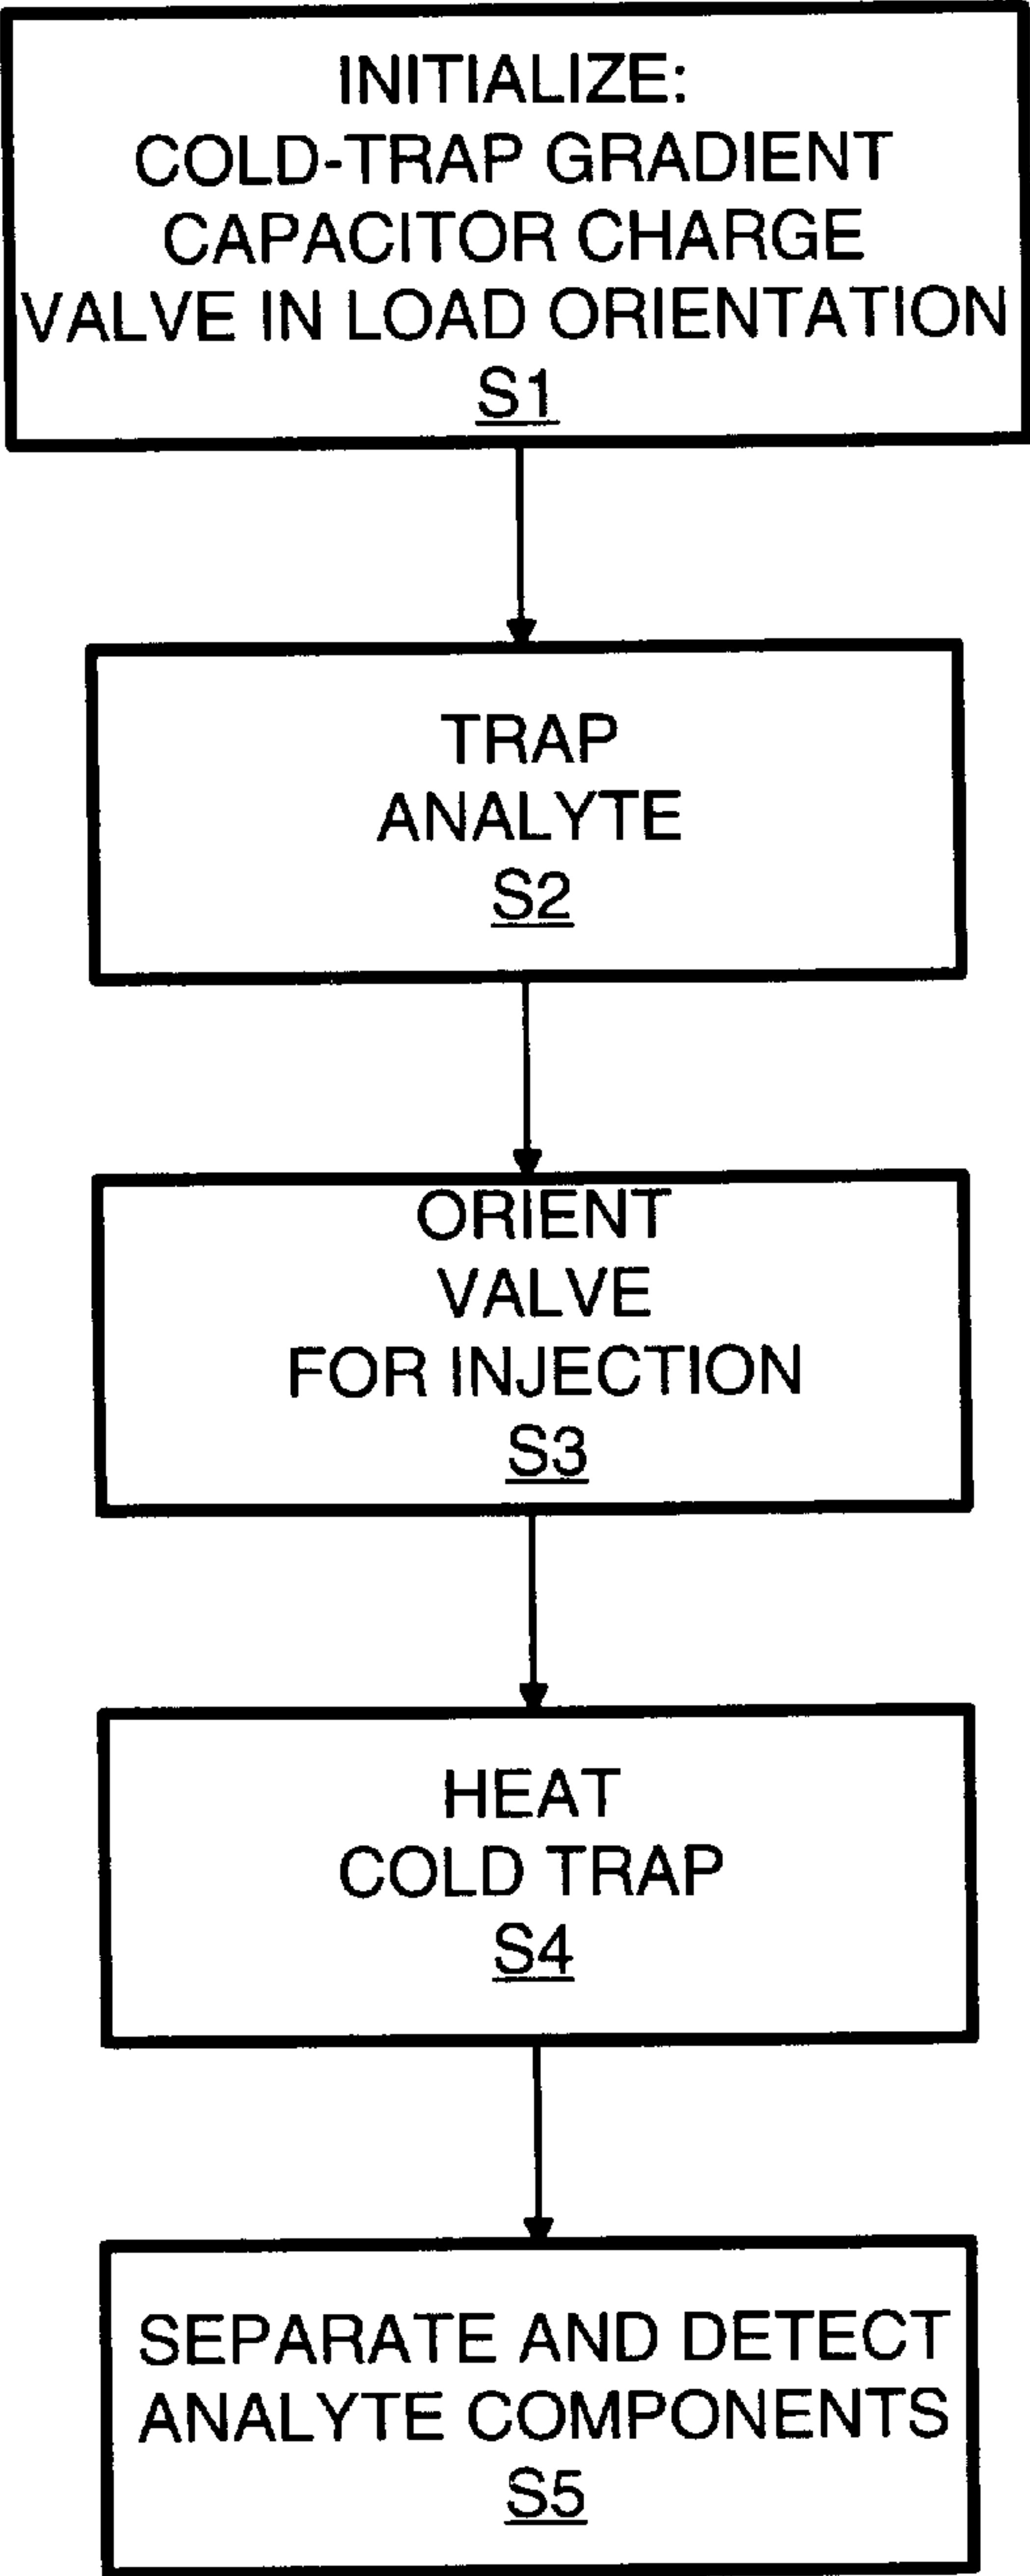 INITIALIZE:
COLD-TRAP GRADIENT
CAPACITOR CHARGE
VALVE IN LOAD ORIENTATION
S1
TRAP
ANALYTE
S2
ORIENT
VALVE
FOR INJECTION
S3
HEAT
COLD TRAP
S4
SEPARATE AND DETECT
ANALYTE COMPONENTS
S5